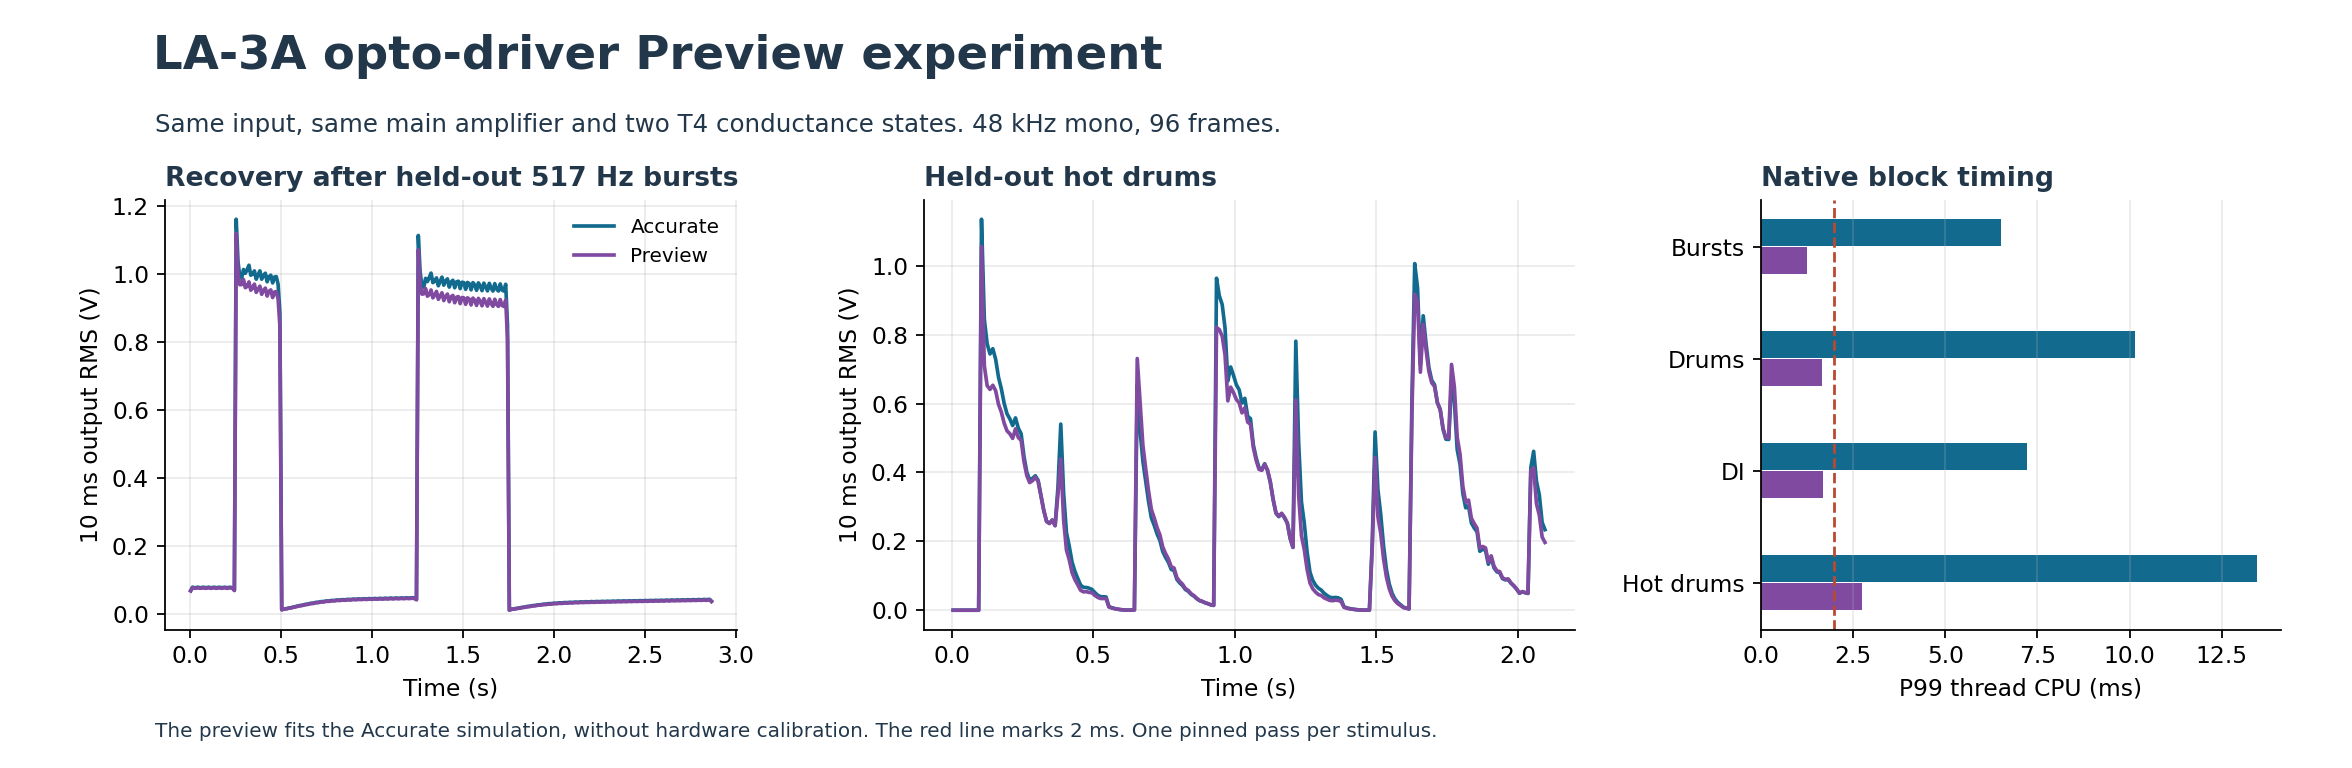 LA-3A opto-driver Preview experiment
Same input, same main amplifier and two T4 conductance states. 48 kHz mono, 96 frames.
Recovery after held-out 517 Hz bursts
1.2
1.0
0.8
0.6
0.4
0.2
0.0
10 ms output RMS (V)
Accurate
Preview
0.0 0.5 1.0 1.5 2.0 2.5 3.0
Time (s)
Held-out hot drums
1.0
0.8
0.6
0.4
0.2
0.0
10 ms output RMS (V)
0.0 0.5 1.0 1.5 2.0
Time (s)
Native block timing
Bursts
Drums
DI
Hot drums
0.0 2.5 5.0 7.5 10.0 12.5
P99 thread CPU (ms)
The preview fits the Accurate simulation, without hardware calibration. The red line marks 2 ms. One pinned pass per stimulus.